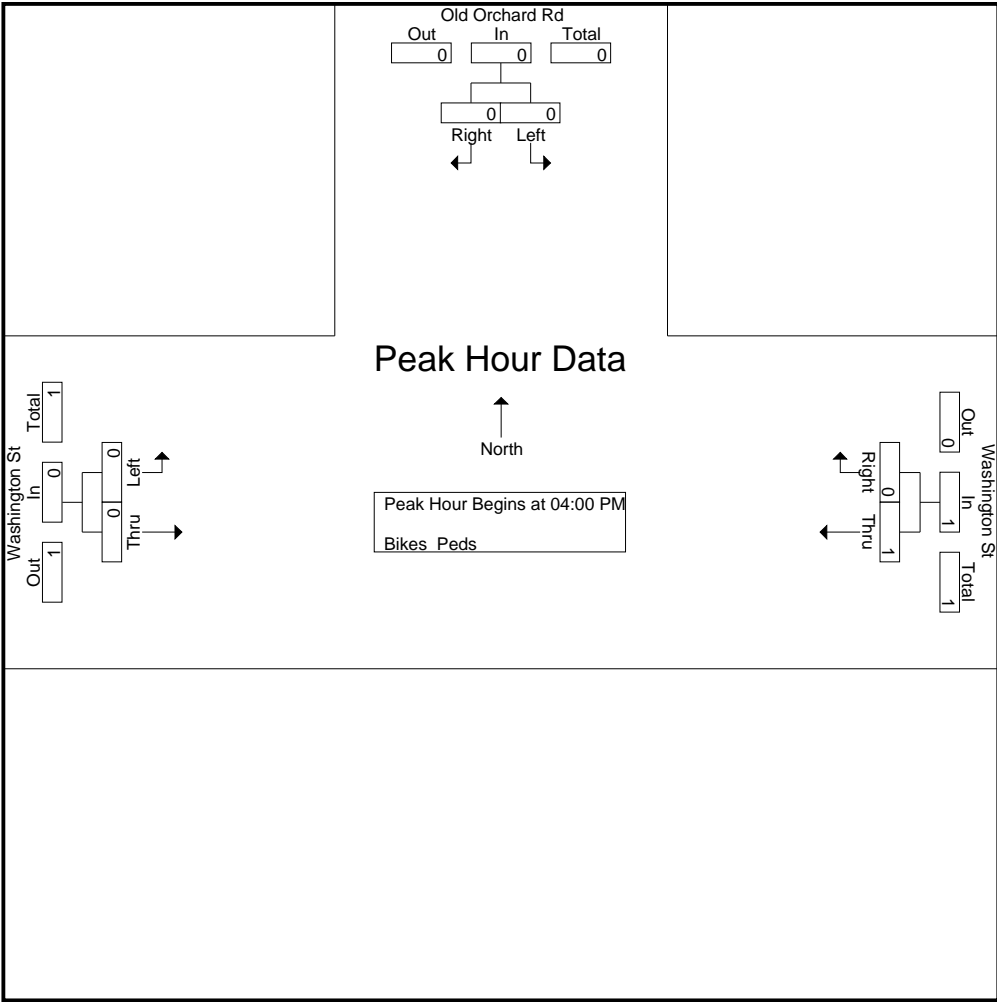 Old Orchard Rd
Out In Total
0 0 0
0 0
Right Left
Peak Hour Data
North
Peak Hour Begins at 04:00 PM
Bikes Peds
Washington St
Total In Out
1 0 1
0 0
Left Thru
Washington St
Out In Total
0 1 1
0 1
Right Thru